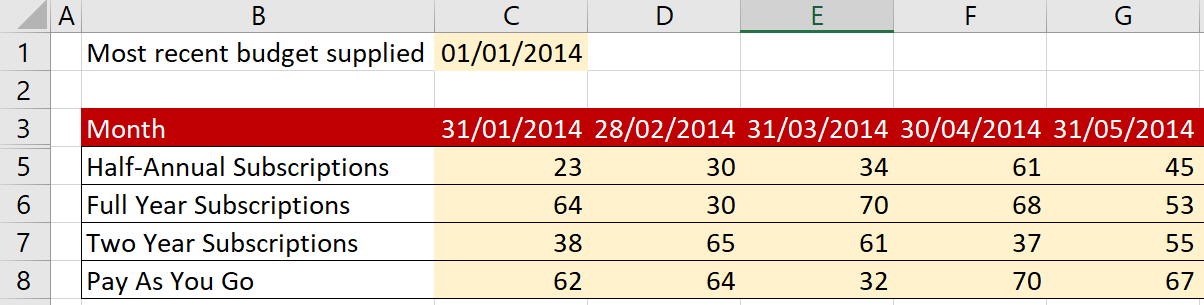 A B C D E F G
1 Most recent budget supplied 01/01/2014
2
3 Month 31/01/2014 28/02/2014 31/03/2014 30/04/2014 31/05/2014
5 Half-Annual Subscriptions 23 30 34 61 45
6 Full Year Subscriptions 64 30 70 68 53
7 Two Year Subscriptions 38 65 61 37 55
8 Pay As You Go 62 64 32 70 67